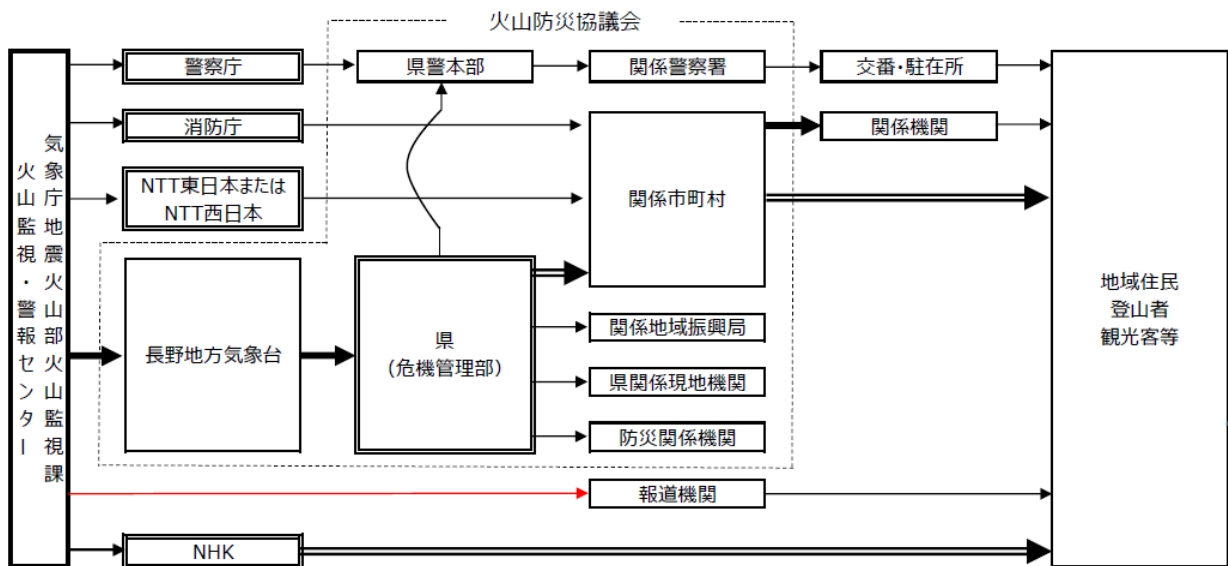 火山防災協議会
気象庁地震火山部火山監視課
火山監視・警報センター
警察庁
県警本部
関係警察署
交番・駐在所
消防庁
関係機関
NTT東日本または
NTT西日本
関係市町村
長野地方気象台
県
（危機管理部）
関係地域振興局
県関係現地機関
防災関係機関
報道機関
NHK
地域住民
登山者
観光客等